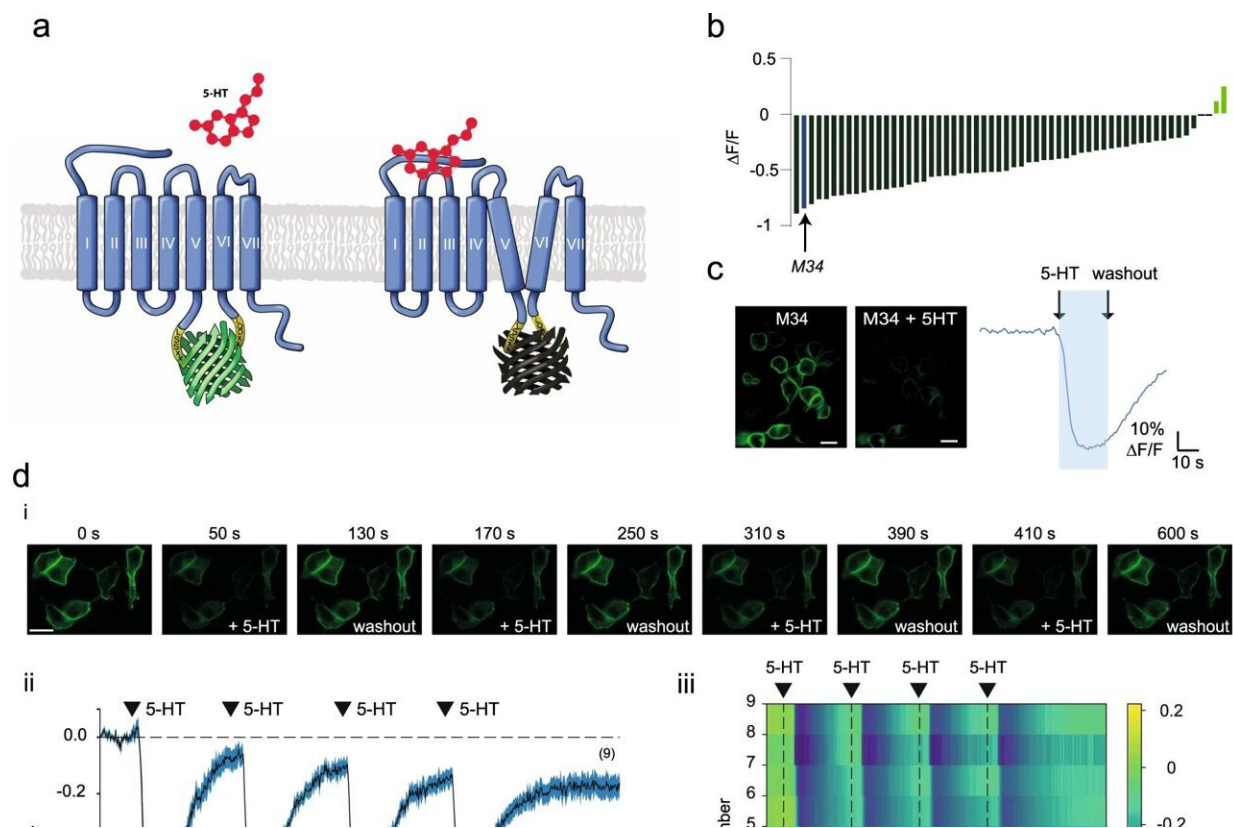 a
5-HT
I II III IV V VI VII
I II III IV V VI VII
b
0.5
0
-0.5
-1
ΔF/F
M34
c
M34
M34 + 5HT
5-HT washout
10%
ΔF/F
10 s
d
i
0 s 50 s 130 s 170 s 250 s 310 s 390 s 410 s 600 s
+ 5-HT washout + 5-HT washout + 5-HT washout + 5-HT washout
ii
5-HT 5-HT 5-HT 5-HT
0.0
-0.2
(9)
iii
5-HT 5-HT 5-HT 5-HT
9
8
7
6
5
0.2
0
-0.2